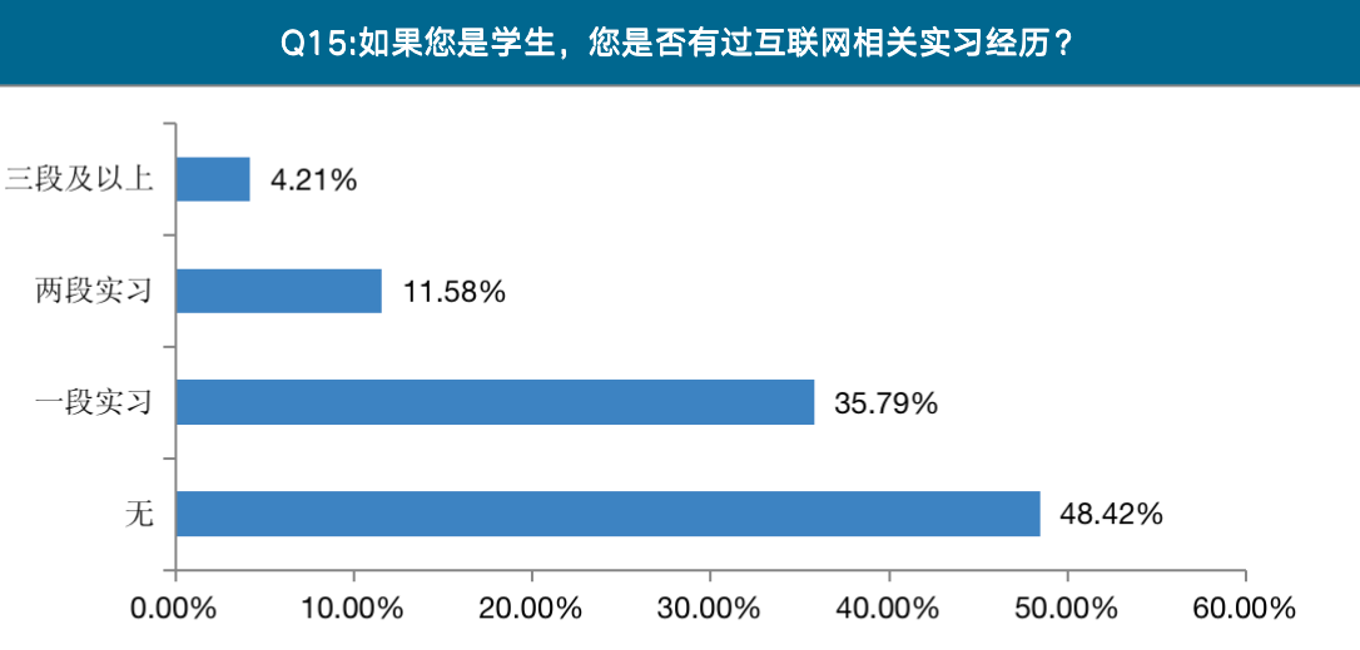 Q15:如果您是学生，您是否有过互联网相关实习经历？
三段及以上 4.21%
两段实习 11.58%
一段实习 35.79%
无 48.42%
0.00% 10.00% 20.00% 30.00% 40.00% 50.00% 60.00%